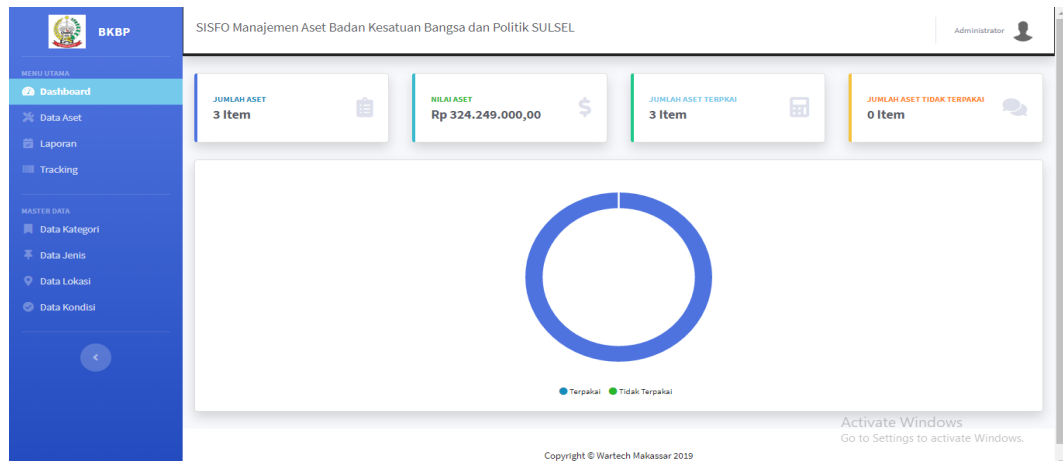 BKBP
SISFO Manajemen Aset Badan Kesatuan Bangsa dan Politik SULSEL
Administrator
MENU UTAMA
Dashboard
Data Aset
Laporan
Tracking
MASTER DATA
Data Kategori
Data Jenis
Data Lokasi
Data Kondisi
JUMLAH ASET
3 Item
NILAI ASET
Rp 324.249.000,00
JUMLAH ASET TERPKAI
3 Item
JUMLAH ASET TIDAK TERPAKAI
0 Item
Terpakai Tidak Terpakai
Activate Windows
Go to Settings to activate Windows.
Copyright © Wartech Makassar 2019